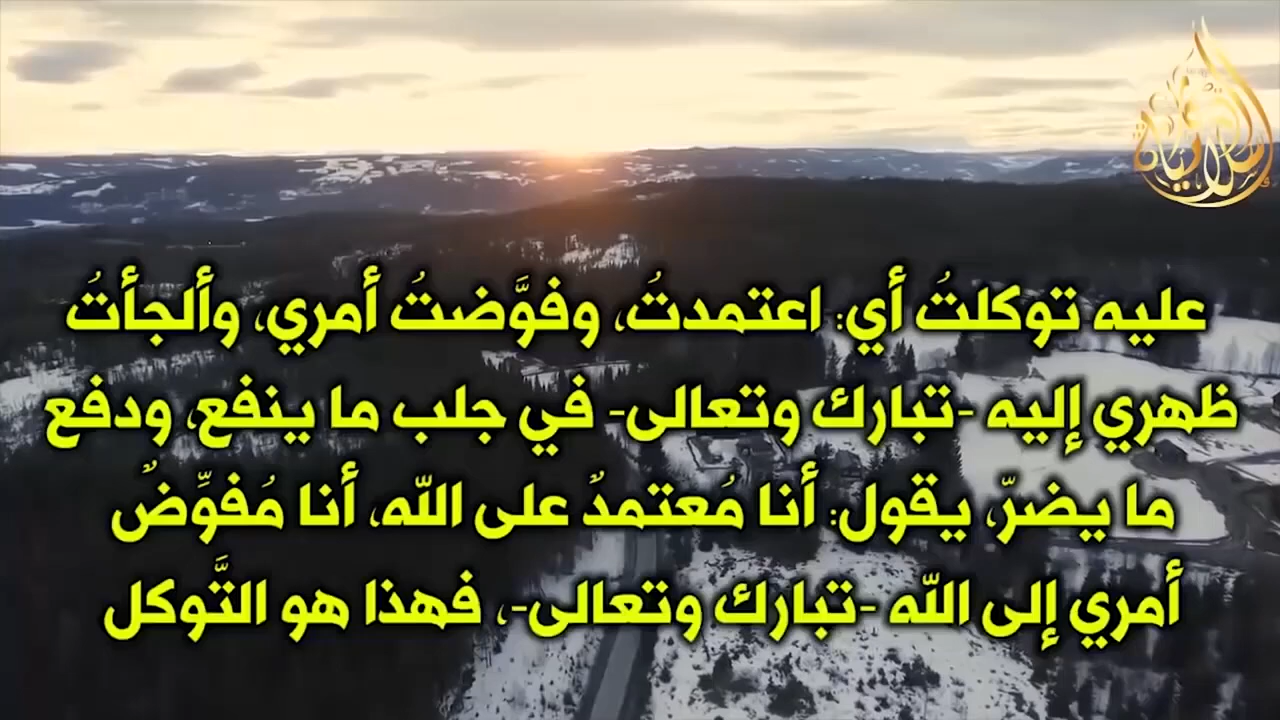 عليه توكلتُ أي: اعتمدتُ، وفوَّضتُ أمري، وألجأتُ
ظهري إليه -تبارك وتعالى- في جلب ما ينفع، ودفع
ما يضرّ، يقول: أنا مُعتمدٌ على الله، أنا مُفوِّضٌ
أمري إلى الله -تبارك وتعالى-، فهذا هو التَّوكل